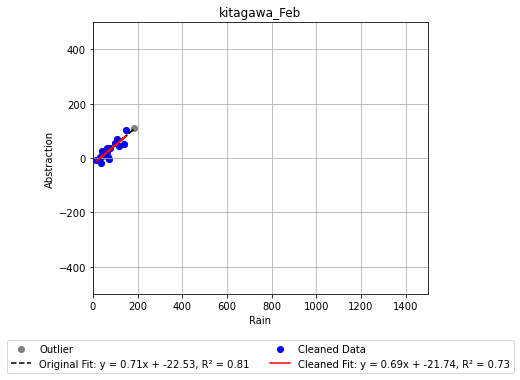 kitagawa_Feb
400
200
0
−200
−400
Abstraction
0 200 400 600 800 1000 1200 1400
Rain
Outlier Cleaned Data
Original Fit: y = 0.71x + -22.53, R² = 0.81 Cleaned Fit: y = 0.69x + -21.74, R² = 0.73